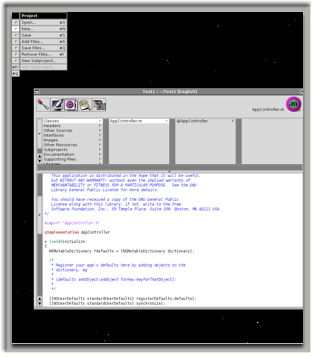 Project
Open... #O
New... #N
Save #S
Add Files... #A
Save Files... #S
Remove Files... #r
New Subproject...
Test1 -- ~/Test1 (English)
AppController.m
Classes
Headers
Other Sources
Interfaces
Images
Other Resources
Subprojects
Documentation
Supporting Files
Libraries
AppController.m
@AppController
This application is distributed in the hope that it will be useful,
but WITHOUT ANY WARRANTY; without even the implied warranty of
MERCHANTABILITY or FITNESS FOR A PARTICULAR PURPOSE. See the GNU
Library General Public License for more details.
You should have received a copy of the GNU General Public
License along with this library; if not, write to the Free
Software Foundation, Inc., 59 Temple Place, Suite 330, Boston, MA 02111 USA.
*/
#import "AppController.h"
@implementation AppController
+ (void)initialize
{
NSMutableDictionary *defaults = [NSMutableDictionary dictionary];
/*
* Register your app's defaults here by adding objects to the
* dictionary, eg
*
* [defaults setObject:anObject forKey:keyForThatObject];
*
*/
[[NSUserDefaults standardUserDefaults] registerDefaults:defaults];
[[NSUserDefaults standardUserDefaults] synchronize];